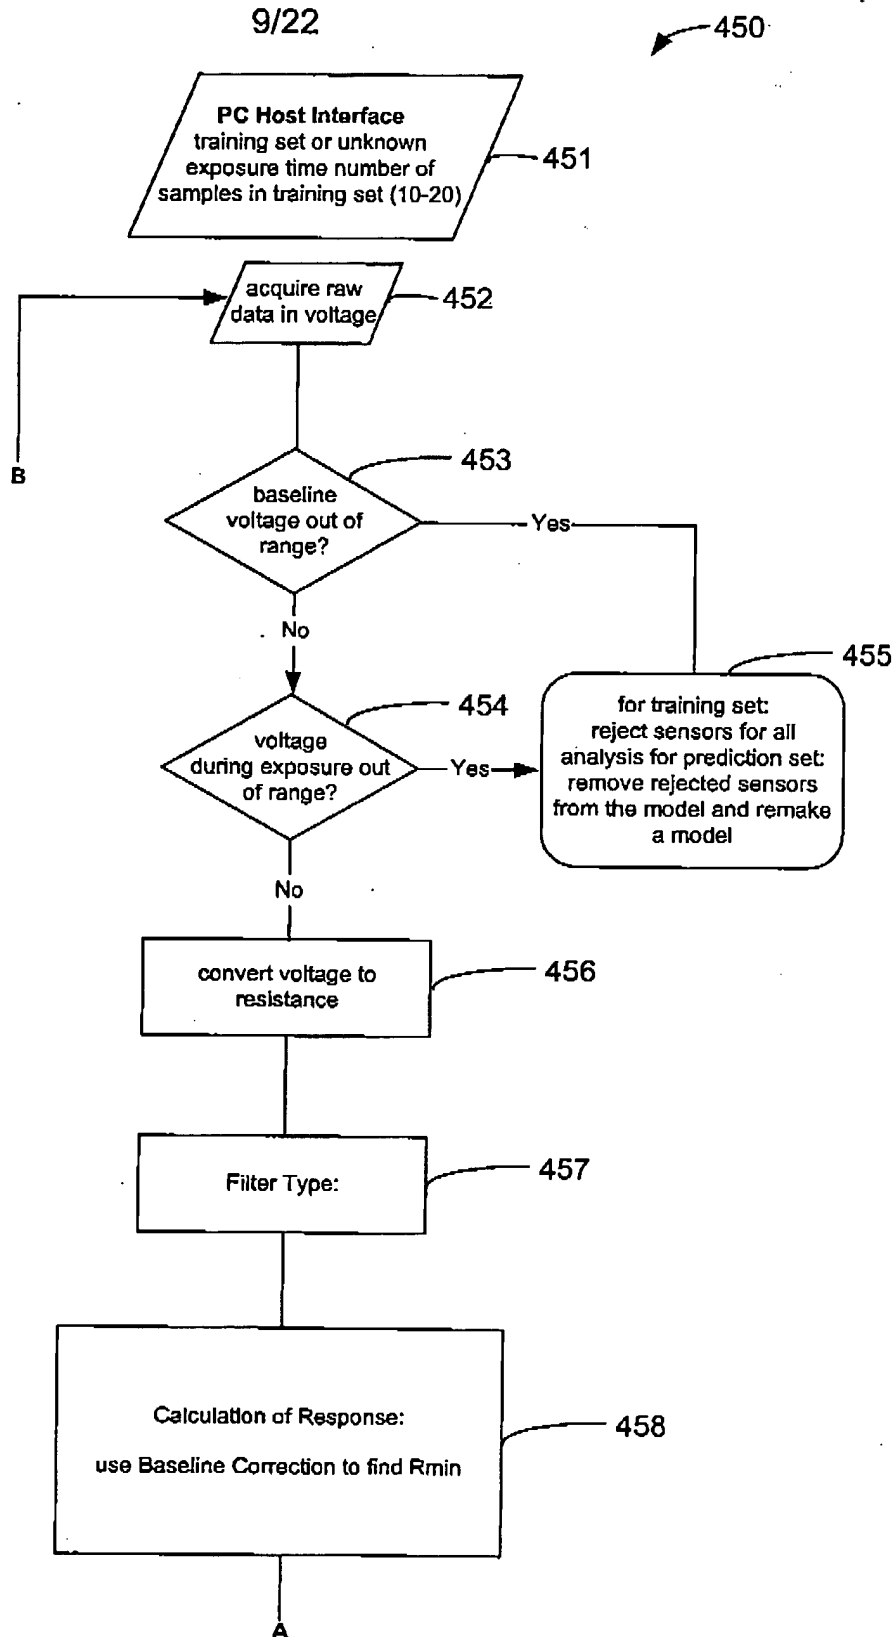 9/22
450
PC Host Interface
training set or unknown
exposure time number of
samples in training set (10-20)
451
acquire raw
data in voltage
452
B
453
baseline
voltage out of
range?
Yes
No
455
454
for training set:
reject sensors for all
analysis for prediction set:
remove rejected sensors
from the model and remake
a model
voltage
during exposure out
of range?
Yes
No
convert voltage to
resistance
456
Filter Type:
457
Calculation of Response:
use Baseline Correction to find Rmin
458
A